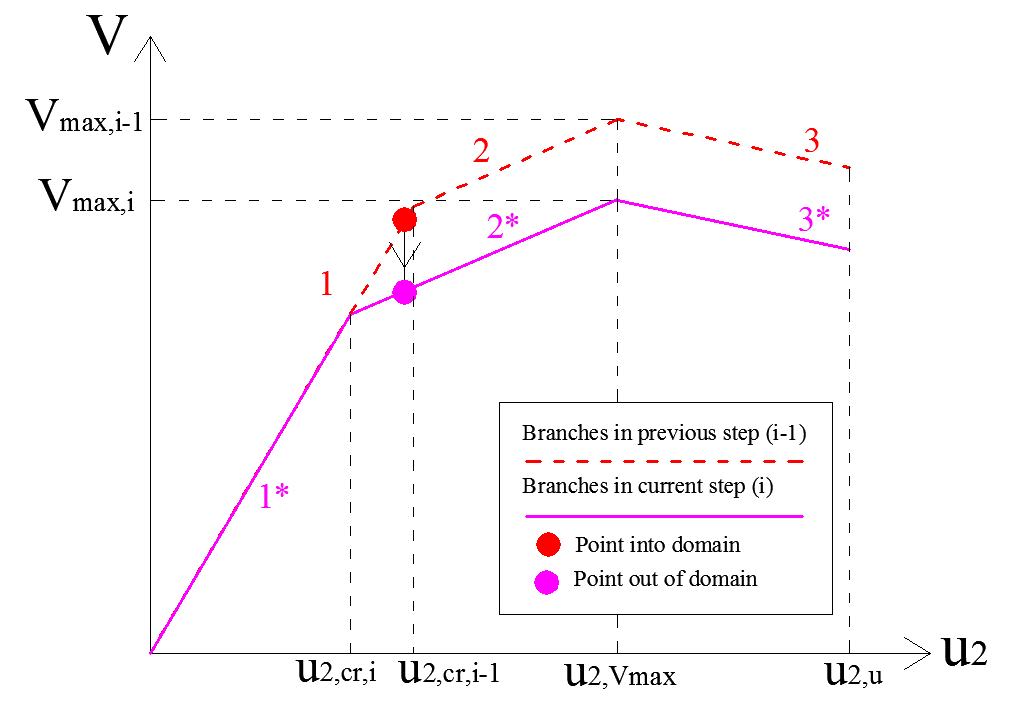 V
Vmax,i-1
2
3
Vmax,i
2*
3*
1
Branches in previous step (i-1)
Branches in current step (i)
1*
Point into domain
Point out of domain
u2
u2,cr,i
u2,cr,i-1
u2,Vmax
u2,u